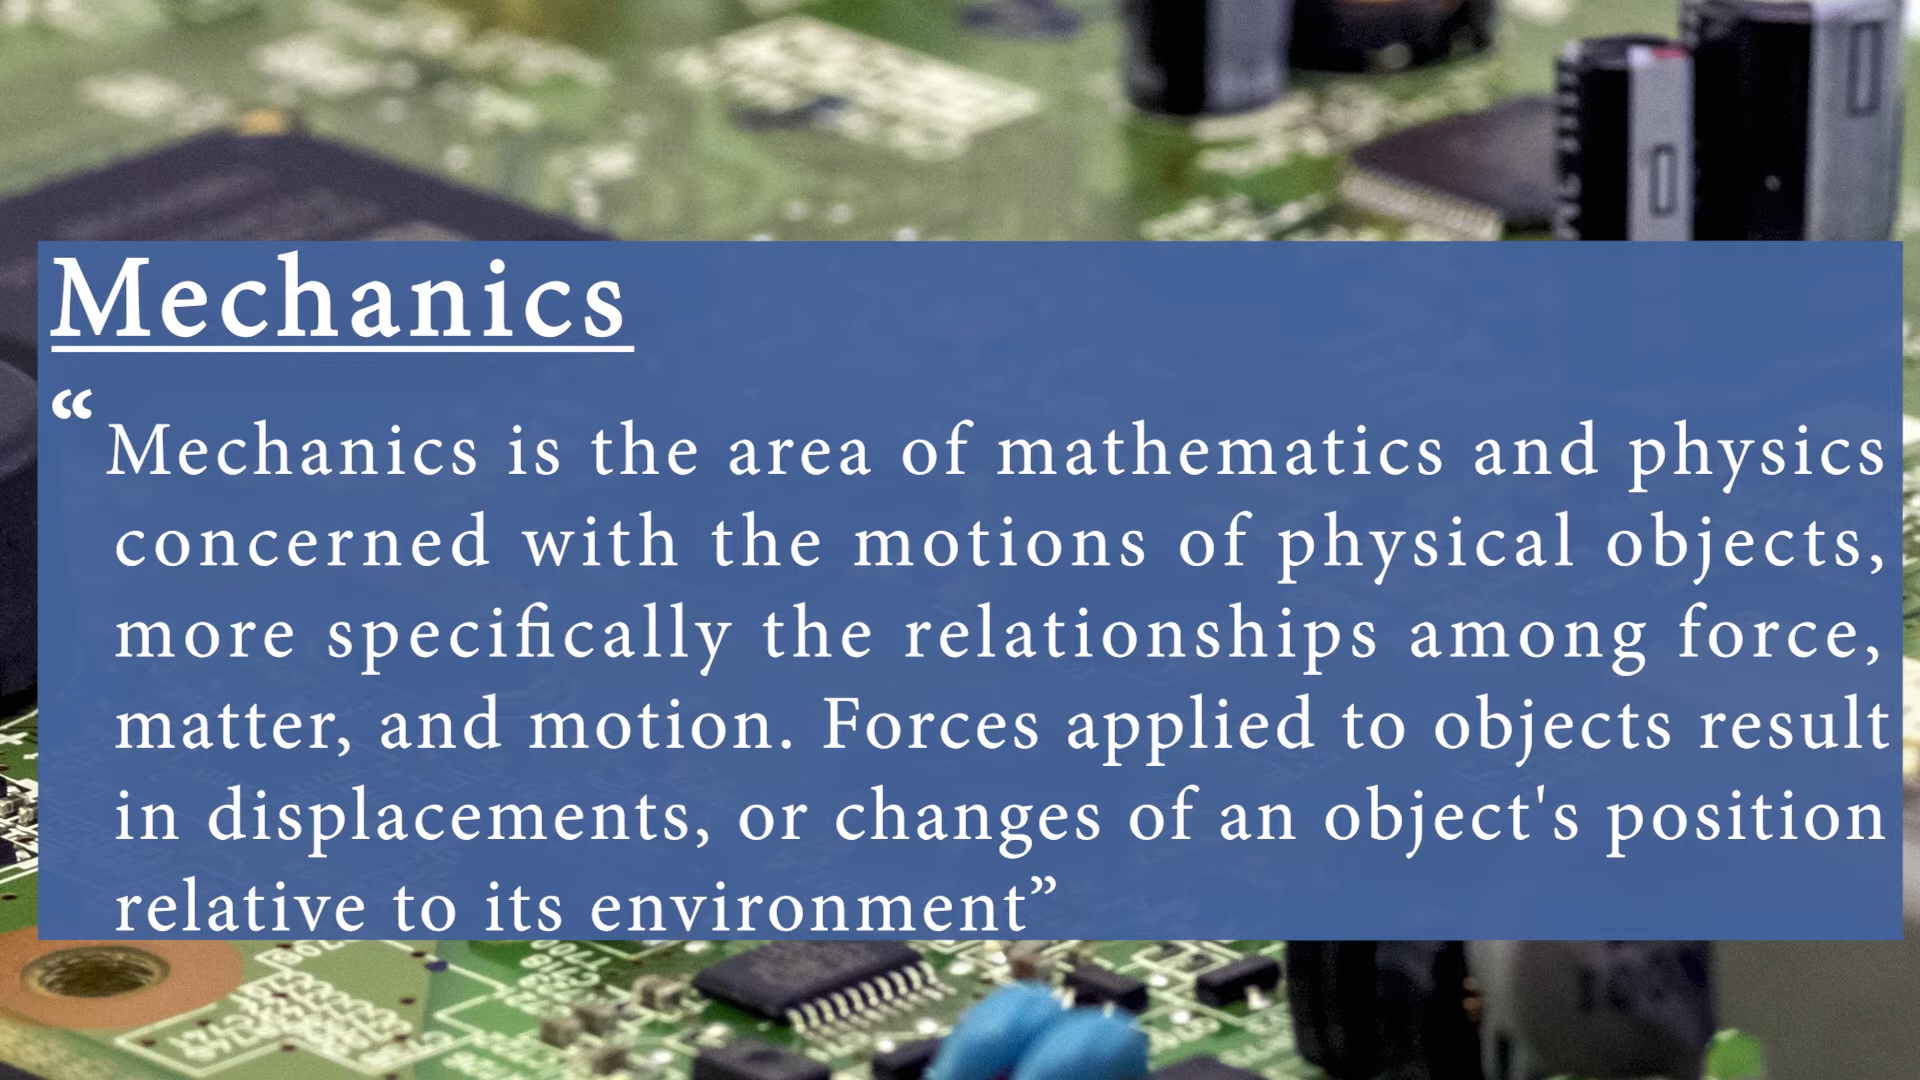 Mechanics
“Mechanics is the area of mathematics and physics
concerned with the motions of physical objects,
more specifically the relationships among force,
matter, and motion. Forces applied to objects result
in displacements, or changes of an object's position
relative to its environment”